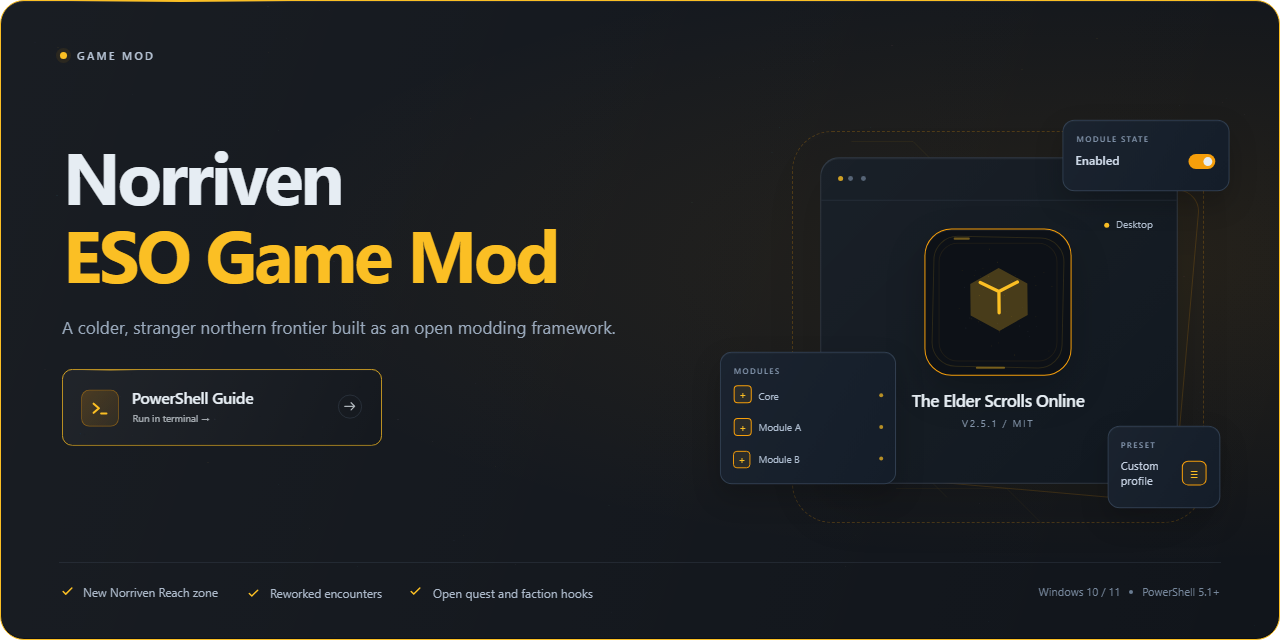 GAME MOD
Norriven
ESO Game Mod
A colder, stranger northern frontier built as an open modding framework.
PowerShell Guide
Run in terminal →
MODULE STATE
Enabled
Desktop
MODULES
Core
Module A
Module B
The Elder Scrolls Online
V2.5.1 / MIT
PRESET
Custom
profile
New Norriven Reach zone
Reworked encounters
Open quest and faction hooks
Windows 10 / 11 • PowerShell 5.1+